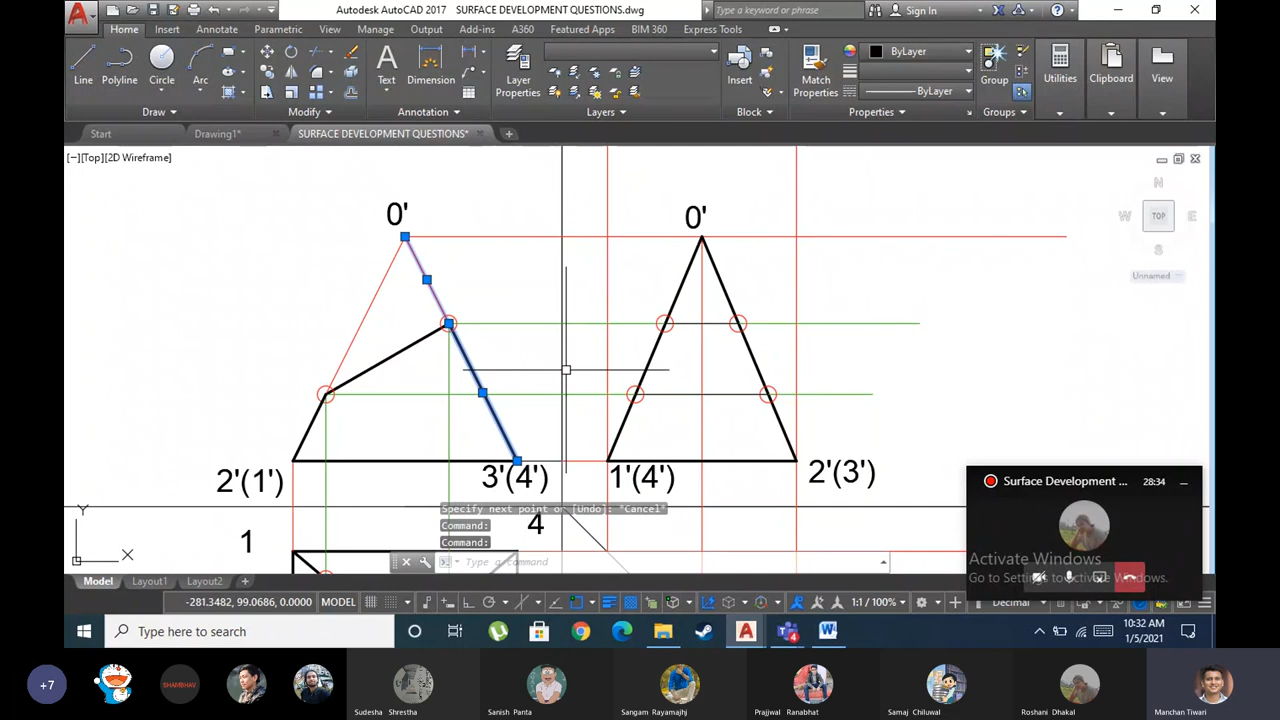 Autodesk AutoCAD 2017 SURFACE DEVELOPMENT QUESTIONS.dwg
Type a keyword or phrase
Sign In
Home Insert Annotate Parametric View Manage Output Add-ins A360 Express Tools Featured Apps BIM 360
Line Polyline Circle Arc
Text Dimension
Layer Properties
ByLayer
Insert
Match Properties
ByLayer
Group
Utilities Clipboard View
Draw Modify Annotation Layers Block Properties Groups
Start Drawing1* SURFACE DEVELOPMENT QUESTIONS*
[−][Top][2D Wireframe]
N
W TOP E
S
Unnamed
0' 0'
2'(1') 3'(4') 1'(4') 2'(3')
Surface Development ... 28:34
Specify next point or [Undo]: *Cancel*
Command:
Command:
1 4
Y
X
Type a command
Activate Windows
Go to Settings to activate Windows.
Model Layout1 Layout2
-281.3482, 99.0686, 0.0000 MODEL 1:1 / 100% Decimal
Type here to search
10:32 AM
1/5/2021
+7
SHAMBHAV
Sudesha Shrestha
Sanish Panta
Sangam Rayamajhi
Prajjwal Ranabhat
Samaj Chiluwal
Roshani Dhakal
Manchan Tiwari